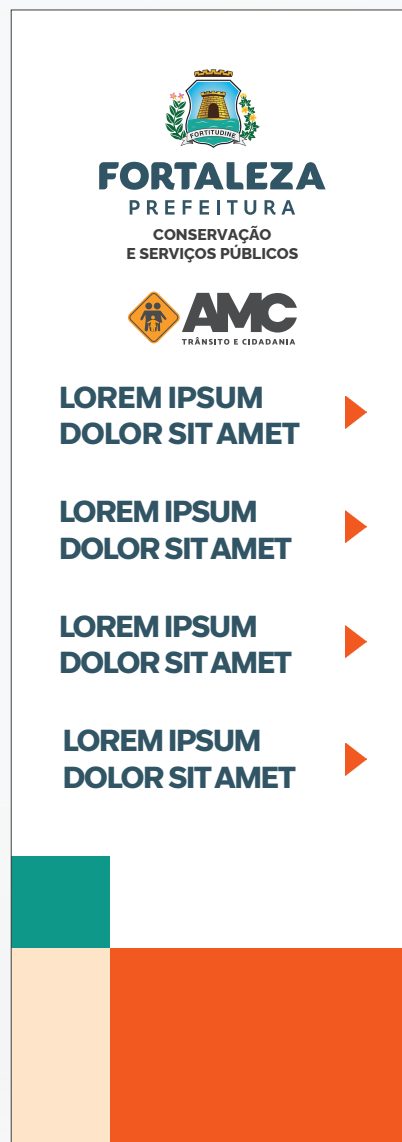 FORTITUDINE
FORTALEZA
PREFEITURA
CONSERVAÇÃO
E SERVIÇOS PÚBLICOS
AMC
TRÂNSITO E CIDADANIA
LOREM IPSUM
DOLOR SIT AMET
LOREM IPSUM
DOLOR SIT AMET
LOREM IPSUM
DOLOR SIT AMET
LOREM IPSUM
DOLOR SIT AMET